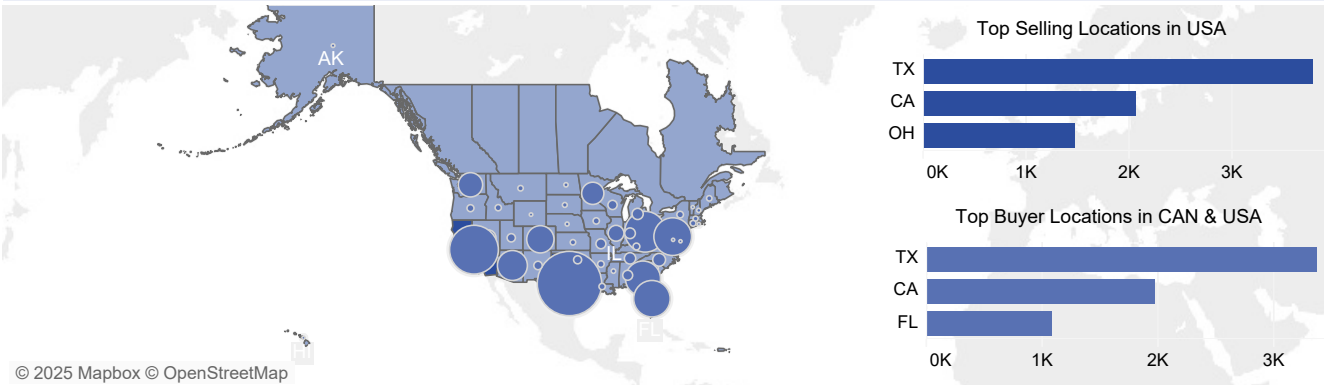 AK
IL
FL
HI
© 2025 Mapbox © OpenStreetMap
Top Selling Locations in USA
TX
CA
OH
0K 1K 2K 3K
Top Buyer Locations in CAN & USA
TX
CA
FL
0K 1K 2K 3K